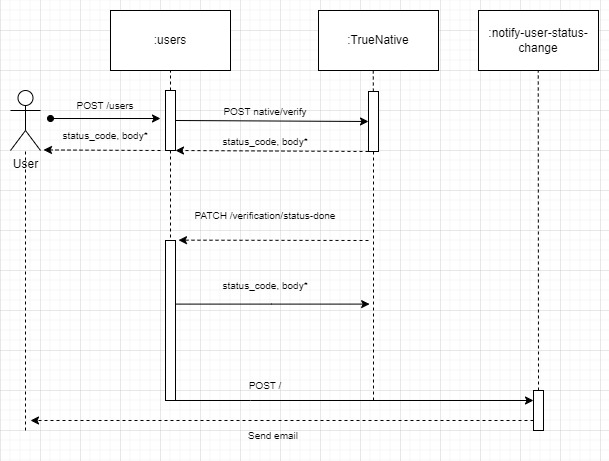 :users
:TrueNative
:notify-user-status-
change
POST /users
POST native/verify
status_code, body*
status_code, body*
User
PATCH /verification/status-done
status_code, body*
POST /
Send email